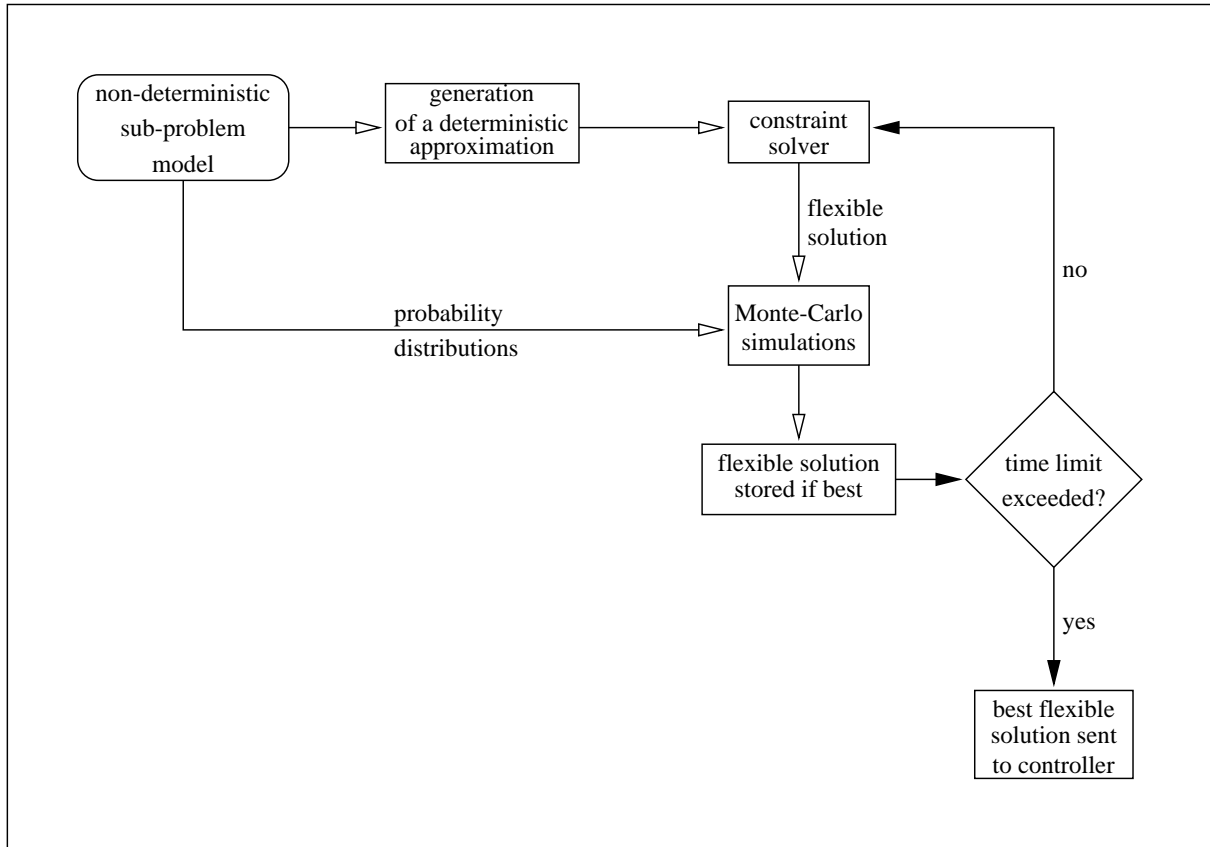 non-deterministic
sub-problem
model
generation
of a deterministic
approximation
constraint
solver
flexible
solution
no
probability
distributions
Monte-Carlo
simulations
flexible solution
stored if best
time limit
exceeded?
yes
best flexible
solution sent
to controller